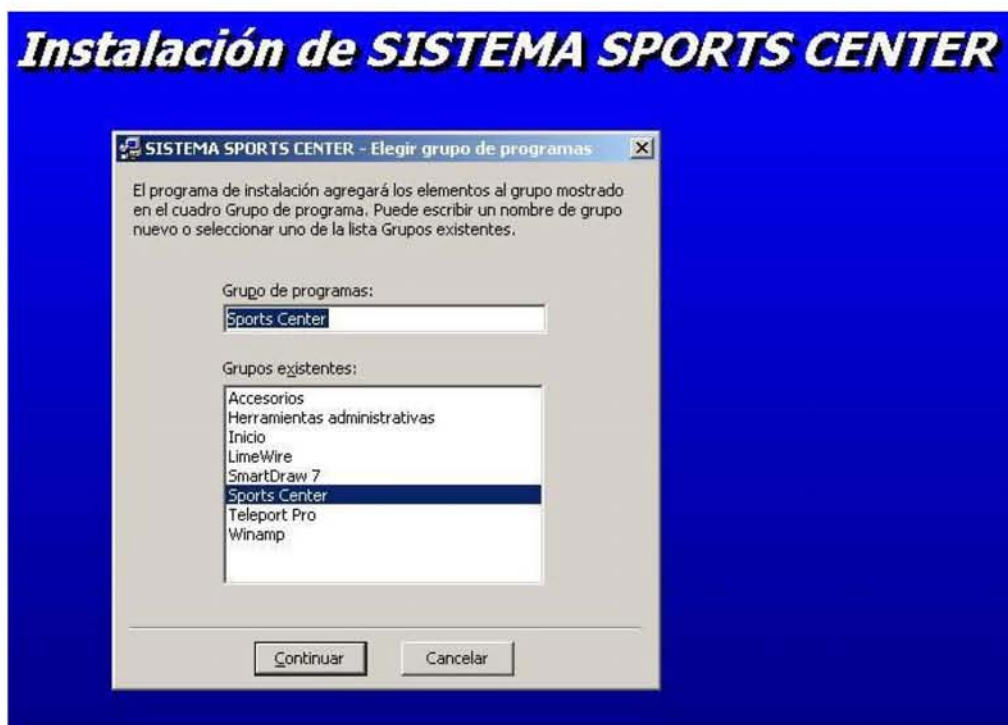 Instalación de SISTEMA SPORTS CENTER
SISTEMA SPORTS CENTER - Elegir grupo de programas
El programa de instalación agregará los elementos al grupo mostrado
en el cuadro Grupo de programa. Puede escribir un nombre de grupo
nuevo o seleccionar uno de la lista Grupos existentes.
Grupo de programas:
Sports Center
Grupos existentes:
Accesorios
Herramientas administrativas
Inicio
LimeWire
SmartDraw 7
Sports Center
Teleport Pro
Winamp
Continuar
Cancelar